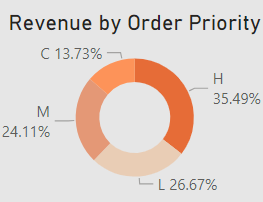 Revenue by Order Priority
C 13.73%
H
35.49%
M
24.11%
L 26.67%